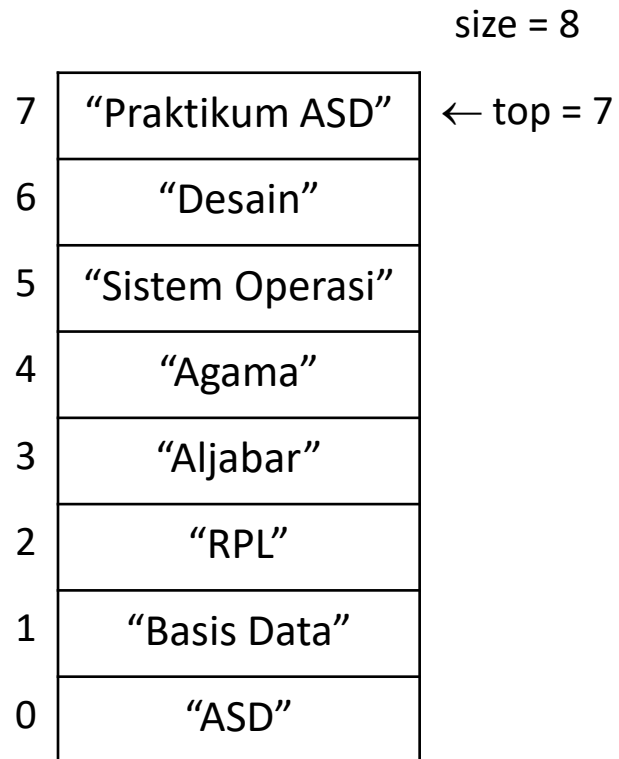 size = 8
7 “Praktikum ASD” ← top = 7
6 “Desain”
5 “Sistem Operasi”
4 “Agama”
3 “Aljabar”
2 “RPL”
1 “Basis Data”
0 “ASD”